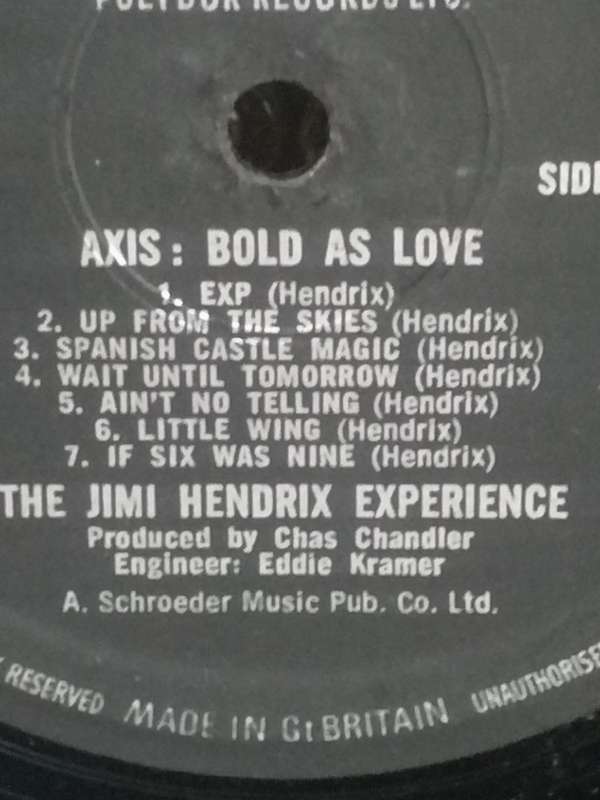 POLYDOR RECORDS LTD.
SIDE
AXIS: BOLD AS LOVE
1. EXP (Hendrix)
2. UP FROM THE SKIES (Hendrix)
3. SPANISH CASTLE MAGIC (Hendrix)
4. WAIT UNTIL TOMORROW (Hendrix)
5. AIN'T NO TELLING (Hendrix)
6. LITTLE WING (Hendrix)
7. IF SIX WAS NINE (Hendrix)
THE JIMI HENDRIX EXPERIENCE
Produced by Chas Chandler
Engineer: Eddie Kramer
A. Schroeder Music Pub. Co. Ltd.
RESERVED MADE IN Gt BRITAIN UNAUTHORISE